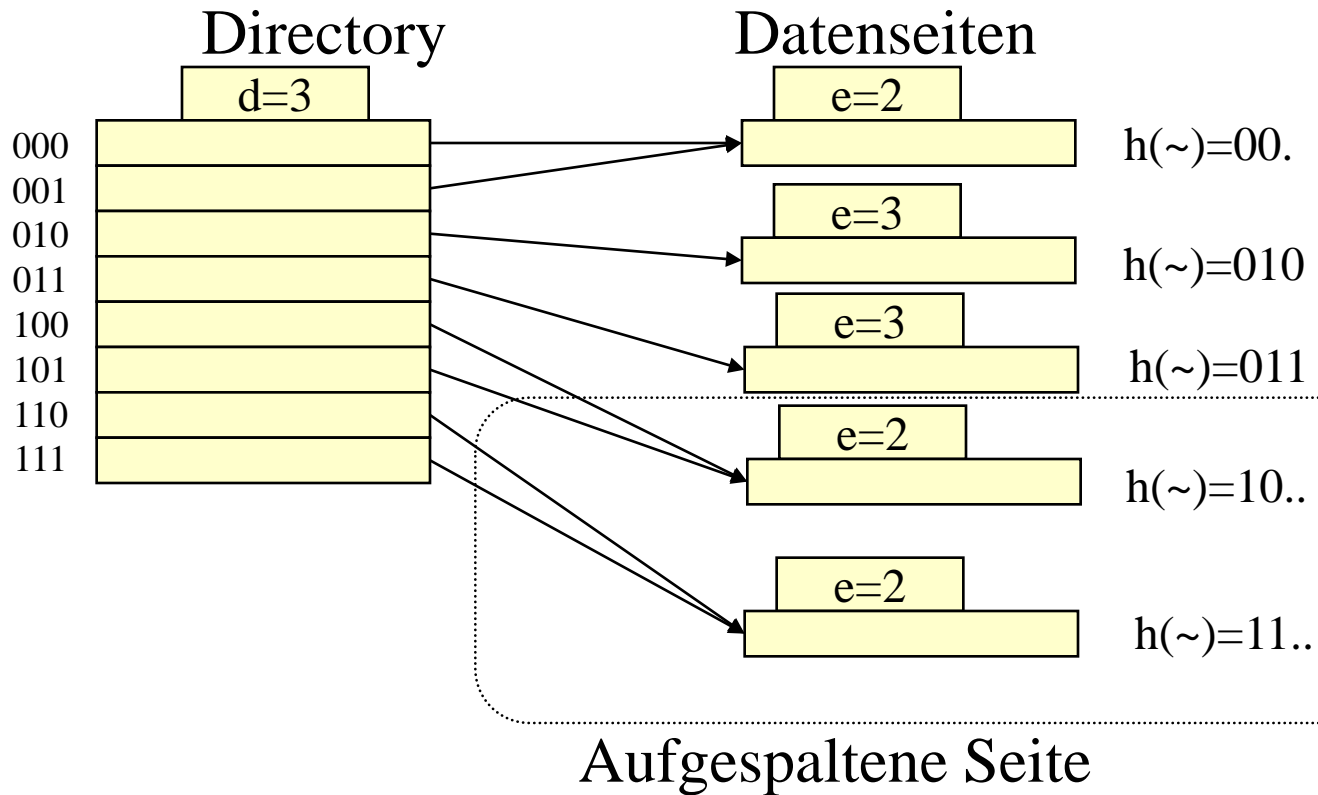 Directory
Datenseiten
d=3
e=2
000
h(~)=00.
001
e=3
010
h(~)=010
011
e=3
100
101
h(~)=011
110
e=2
111
h(~)=10..
e=2
h(~)=11..
Aufgespaltene Seite